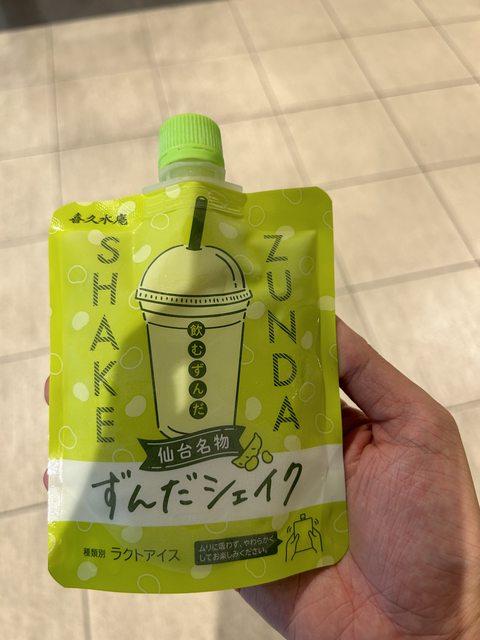 喜久水庵
SHAKE
ZUNDA
飲むずんだ
仙台名物
ずんだシェイク
種類別 ラクトアイス
ムリに吸わず、やわらかく
してお楽しみください。